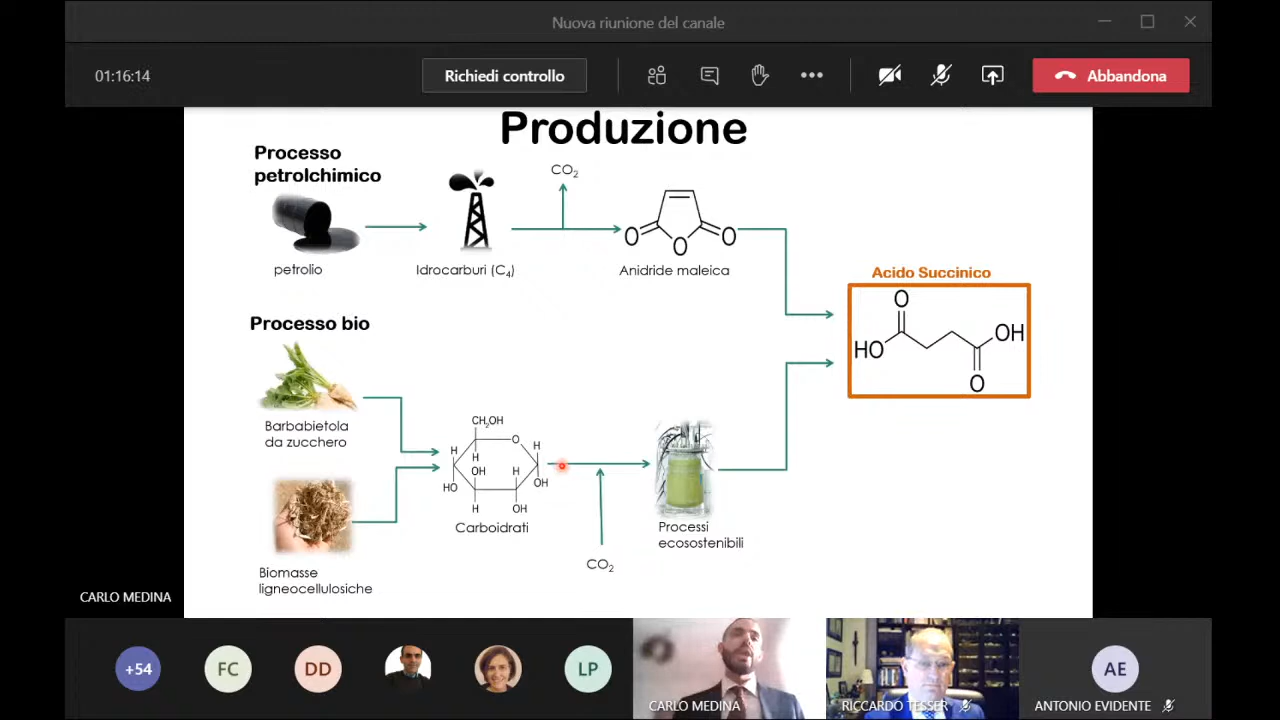 Nuova riunione del canale
01:16:14
Richiedi controllo
Abbandona
Produzione
Processo
petrolchimico
CO2
O
O
O
petrolio
Idrocarburi (C4)
Anidride maleica
Acido Succinico
O
HO
OH
O
Processo bio
Barbabietola
da zucchero
CH2OH
O
H
H
H
OH
H
HO
OH
H
OH
Carboidrati
Processi
ecosostenibili
CO2
Biomasse
ligneocellulosiche
CARLO MEDINA
+54
FC
DD
LP
AE
CARLO MEDINA
RICCARDO TESSER
ANTONIO EVIDENTE